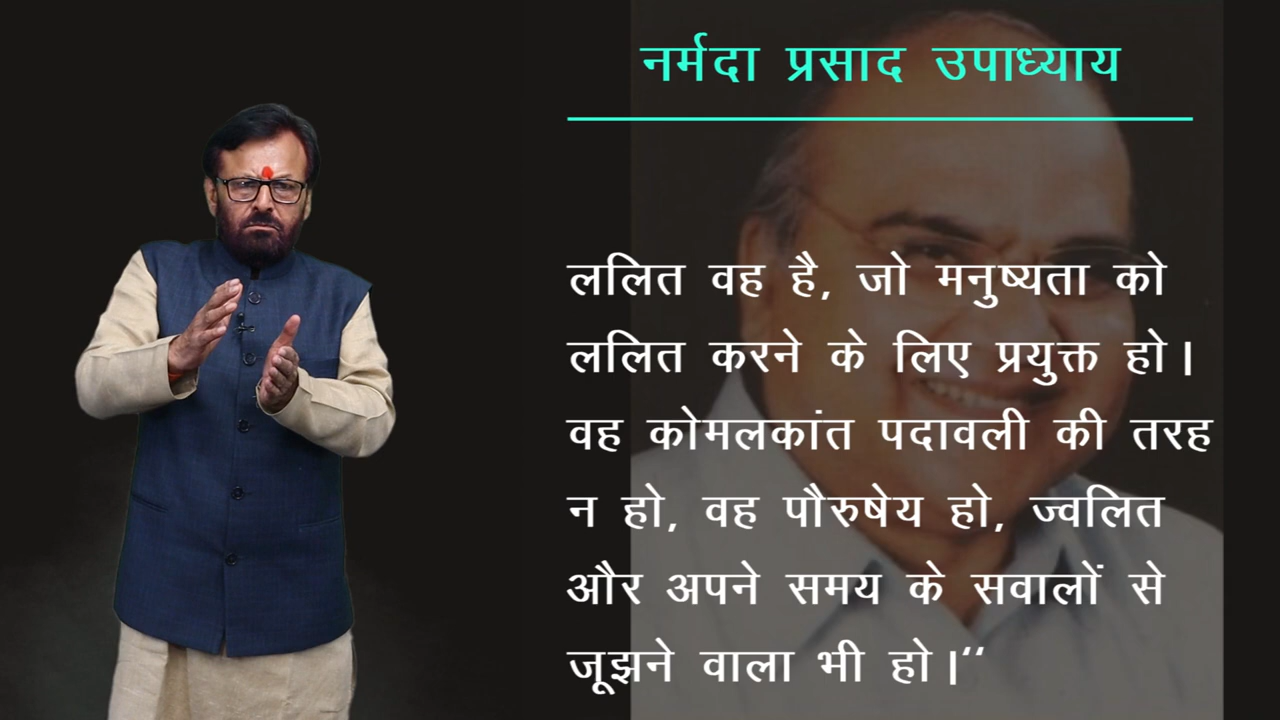 नर्मदा प्रसाद उपाध्याय
ललित वह है, जो मनुष्यता को
ललित करने के लिए प्रयुक्त हो।
वह कोमलकांत पदावली की तरह
न हो, वह पौरुषेय हो, ज्वलित
और अपने समय के सवालों से
जूझने वाला भी हो।‘‘